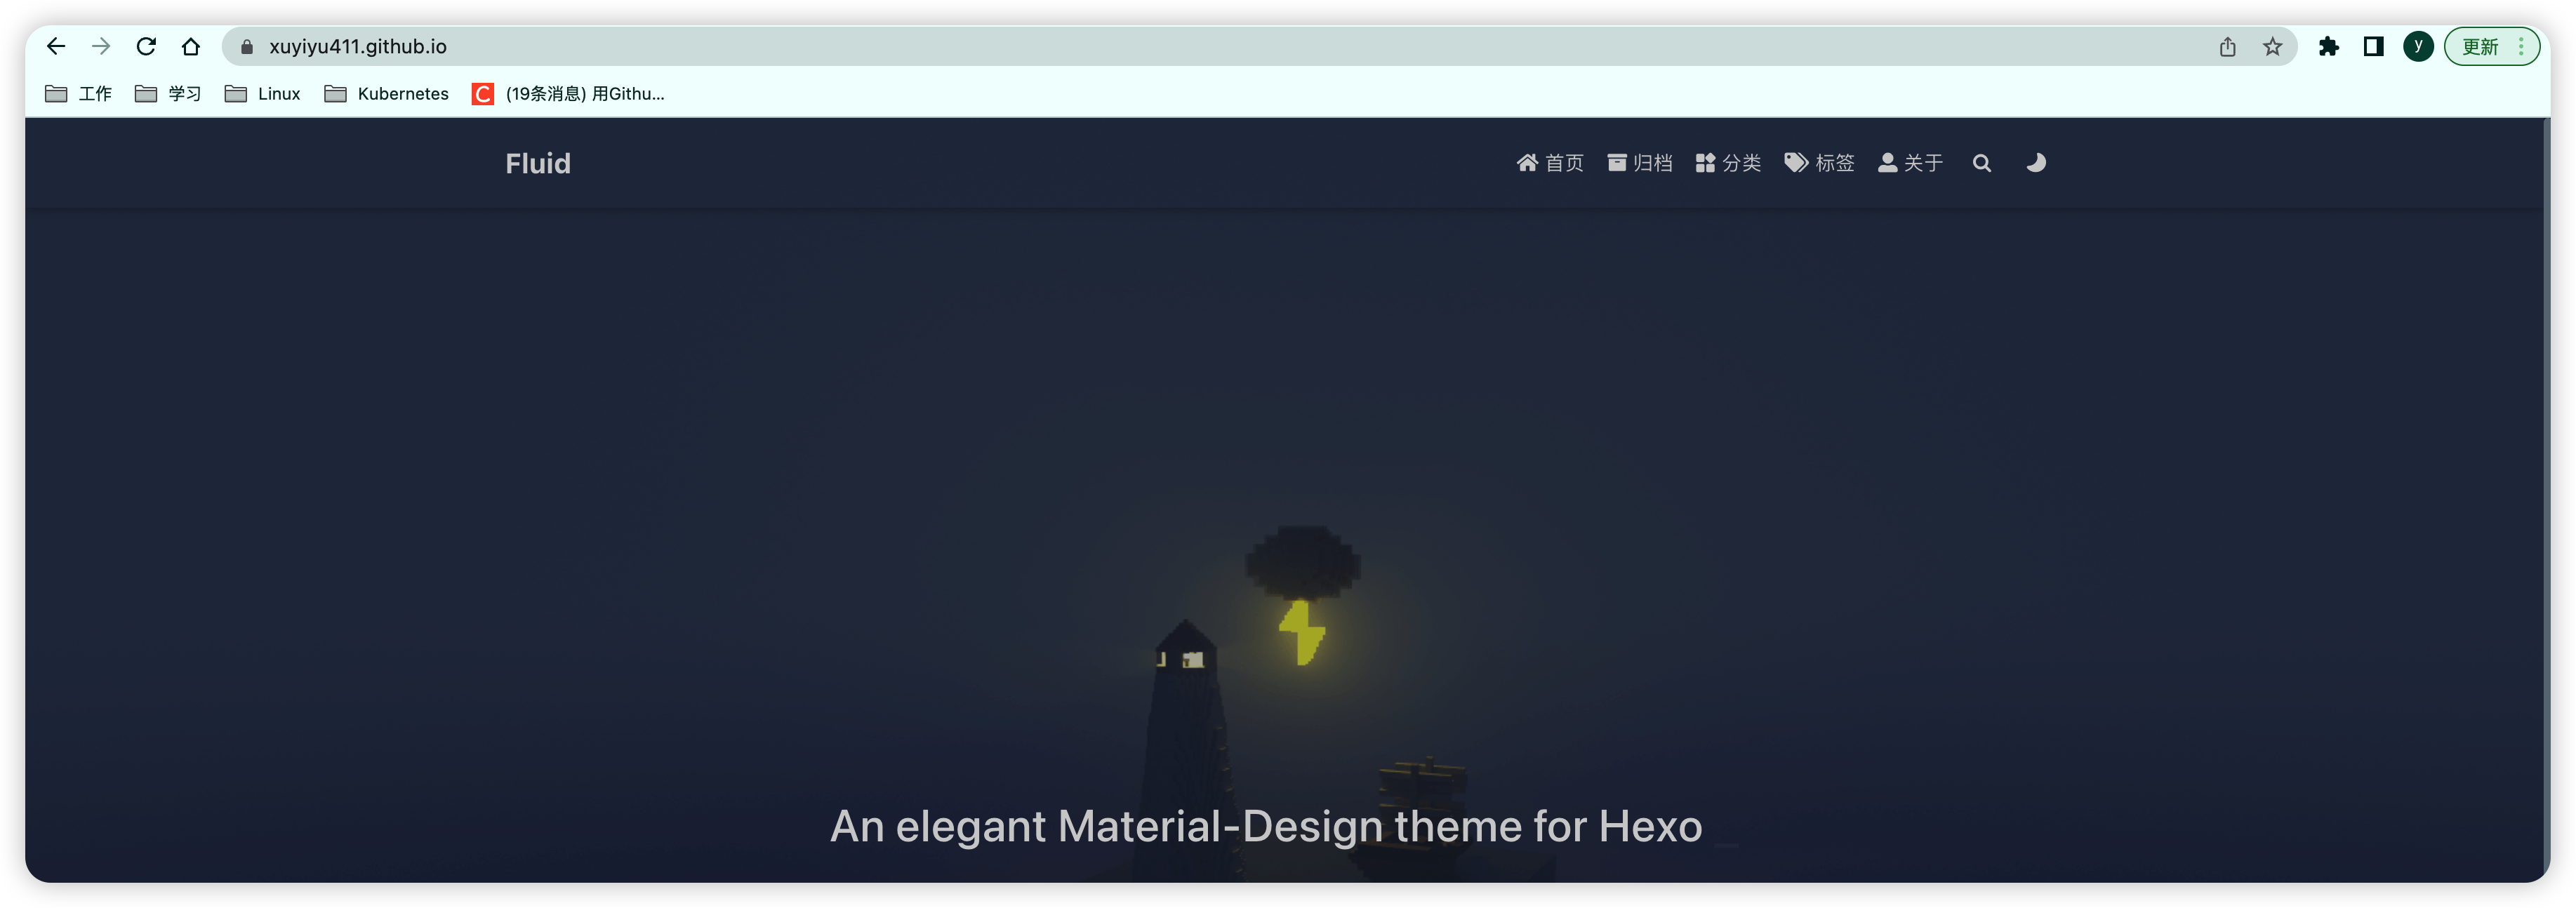 xuyiyu411.github.io
y
更新
工作
学习
Linux
Kubernetes
C
(19条消息) 用Githu...
Fluid
首页
归档
分类
标签
关于
An elegant Material-Design theme for Hexo _